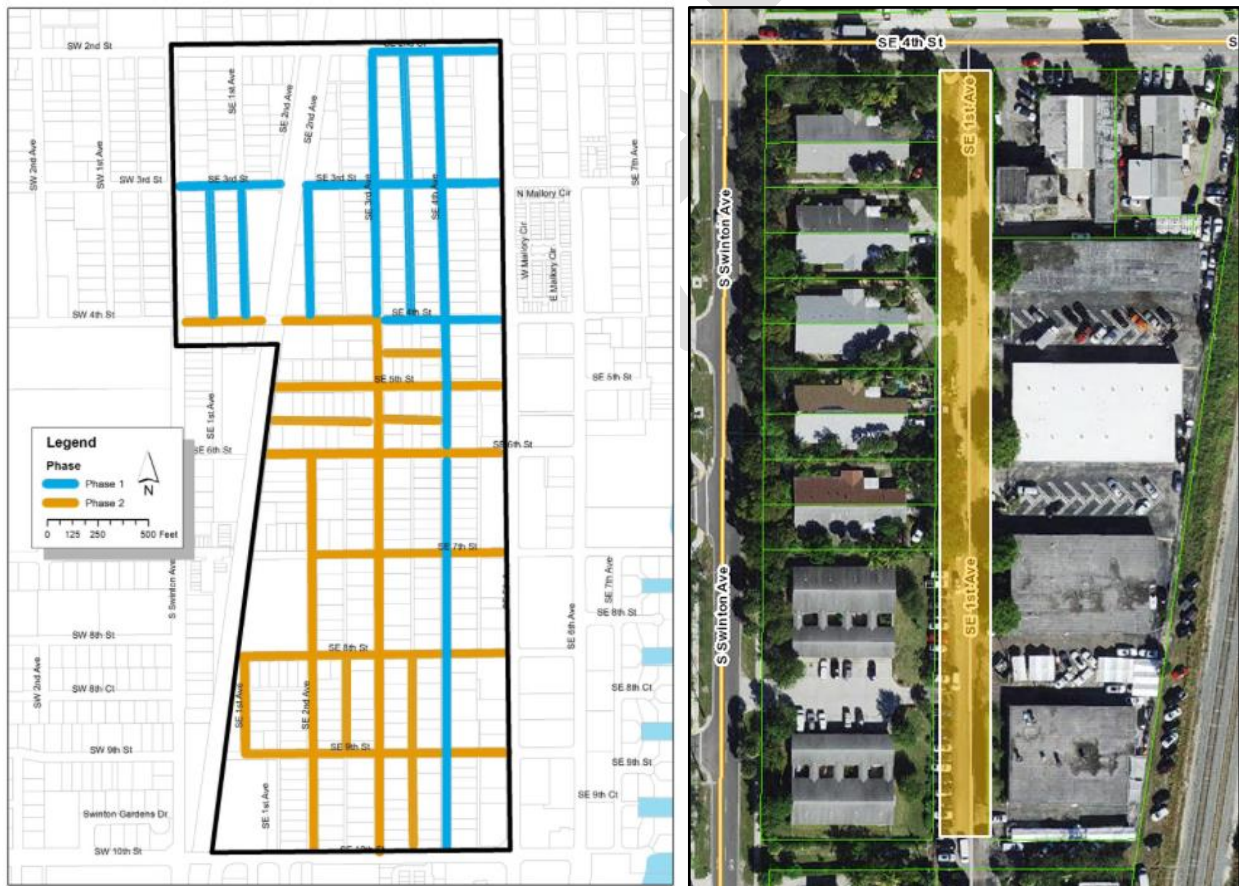 SW 2nd St
SE 2nd Ct
SE 1st Ave
SE 2nd Ave
SE 2nd Ave
SW 2nd Ave
SW 1st Ave
SE 7th Ave
SW 3rd St
SE 3rd St
SE 3rd St
SE 3rd Ave
SE 4th Ave
N Mallory Cir
W Mallory Cir
E Mallory Cir
SW 4th St
SE 4th St
SE 5th St
SE 5th St
SE 1st Ave
SE 6th St
SE 6th St
Legend
Phase
Phase 1
Phase 2
N
0 125 250 500 Feet
SE 7th St
S Swinton Ave
SE 7th Ave
SE 8th St
SW 8th St
SE 8th St
SE 6th Ave
SW 2nd Ave
SW 8th Ct
SE 1st Ave
SE 2nd Ave
SE 8th Ct
SW 9th St
SE 9th St
SE 9th St
SE 1st Ave
SE 9th Ct
Swinton Gardens Dr
SW 10th St
SE 10th St
SE 4th St
S
SE 1st Ave
S Swinton Ave
SE 1st Ave
S Swinton Ave